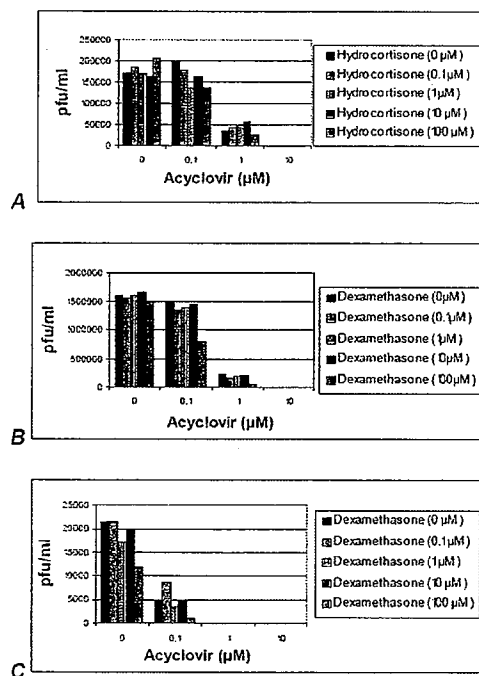 250000
200000
150000
100000
50000
0
pfu/ml
0
0,1
1
10
Acyclovir (µM)
Hydrocortisone (0 µM)
Hydrocortisone (0.1µM)
Hydrocortisone (1µM)
Hydrocortisone (10 µM)
Hydrocortisone (100 µM)
A
2000000
1500000
1000000
500000
0
pfu/ml
0
0,1
1
10
Acyclovir (µM)
Dexamethasone (0µM)
Dexamethasone (0.1µM)
Dexamethasone (1µM)
Dexamethasone (10µM)
Dexamethasone (100µM)
B
25000
5000
0
pfu/ml
0
0,1
1
10
Acyclovir (µM)
Dexamethasone (0 µM)
Dexamethasone (0.1µM)
Dexamethasone (1µM)
Dexamethasone (10 µM)
Dexamethasone (100 µM)
C